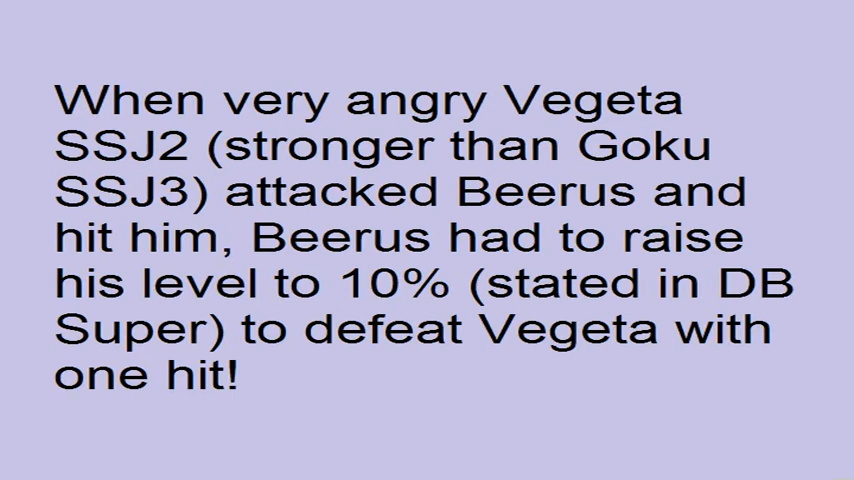 When very angry Vegeta
SSJ2 (stronger than Goku
SSJ3) attacked Beerus and
hit him, Beerus had to raise
his level to 10% (stated in DB
Super) to defeat Vegeta with
one hit!